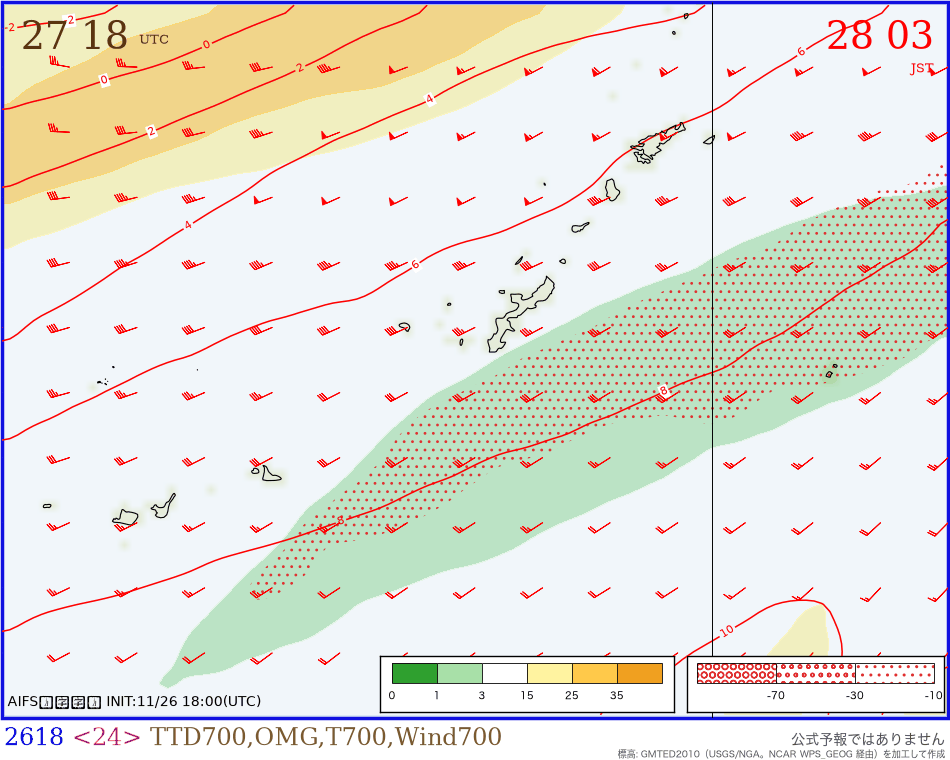 27 18 UTC
28 03
JST
-2
-2
0
0
2
2
4
4
6
6
8
8
10
0 1 3 15 25 35
-70 -30 -10
AIFS INIT:11/26 18:00(UTC)
2618 <24> TTD700,OMG,T700,Wind700
公式予報ではありません
標高: GMTED2010（USGS/NGA。NCAR WPS_GEOG 経由）を加工して作成